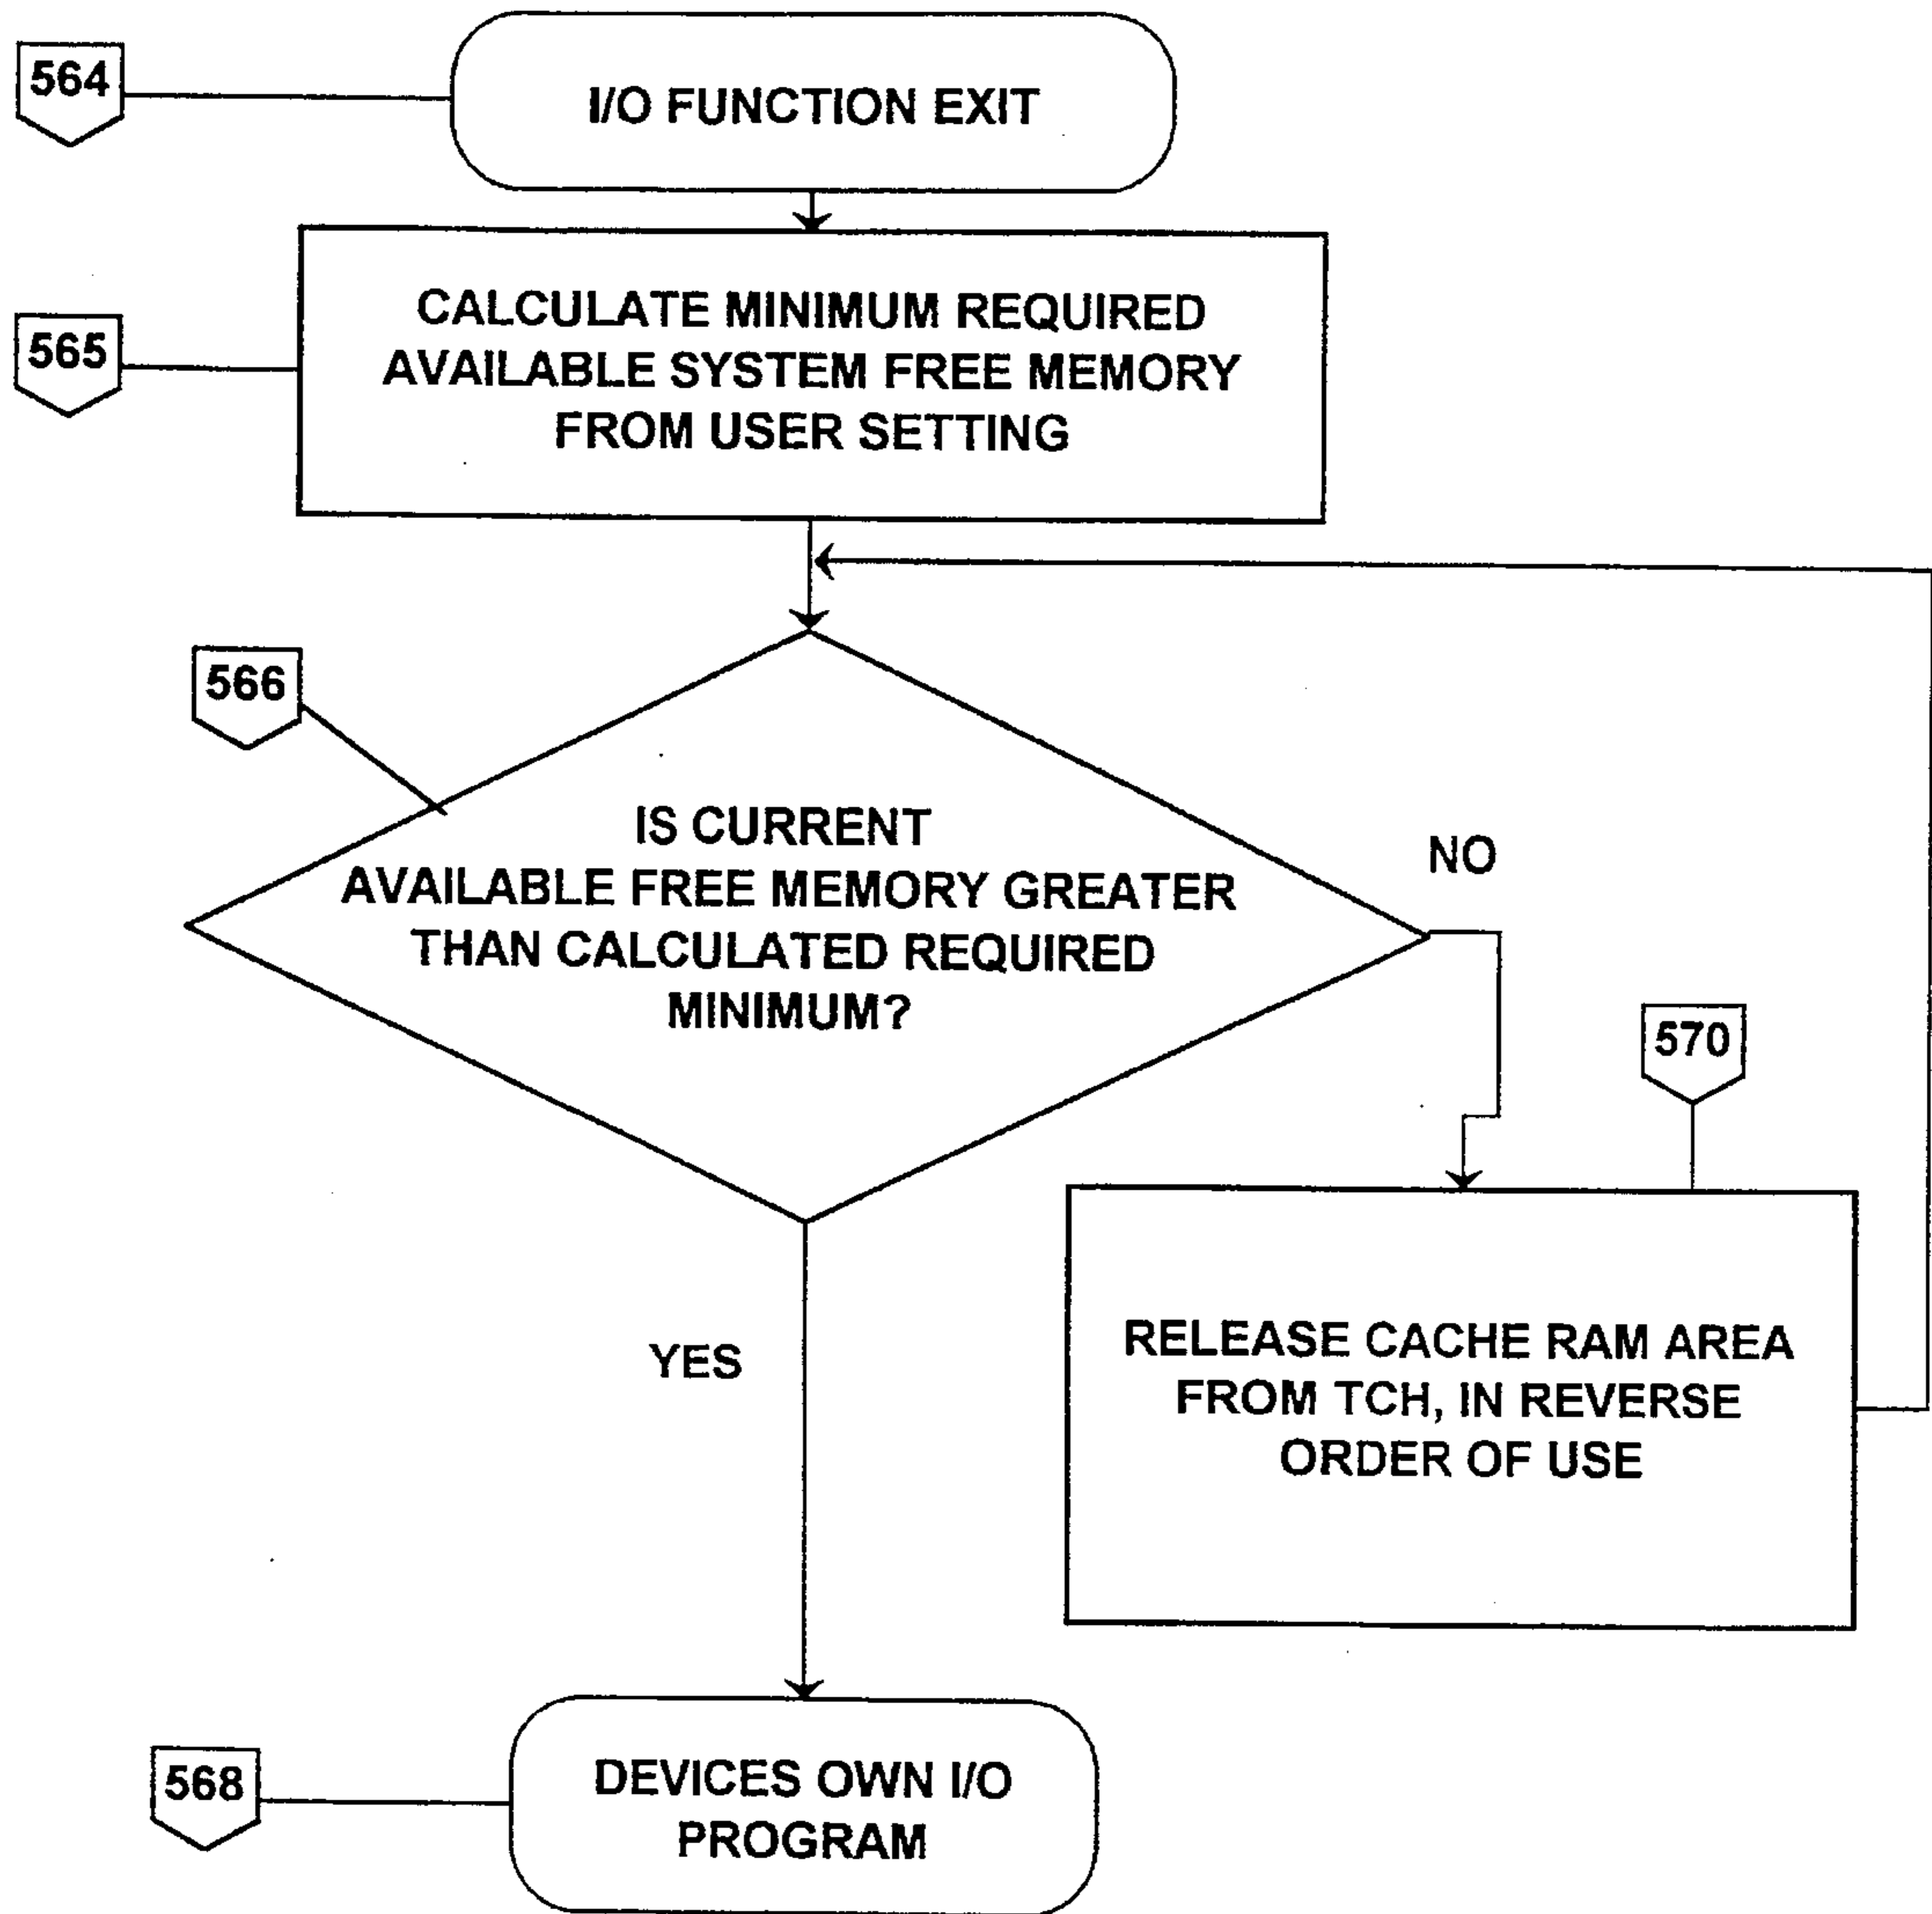 564
I/O FUNCTION EXIT
565
CALCULATE MINIMUM REQUIRED
AVAILABLE SYSTEM FREE MEMORY
FROM USER SETTING
566
IS CURRENT
AVAILABLE FREE MEMORY GREATER
THAN CALCULATED REQUIRED
MINIMUM?
NO
570
RELEASE CACHE RAM AREA
FROM TCH, IN REVERSE
ORDER OF USE
YES
568
DEVICES OWN I/O
PROGRAM